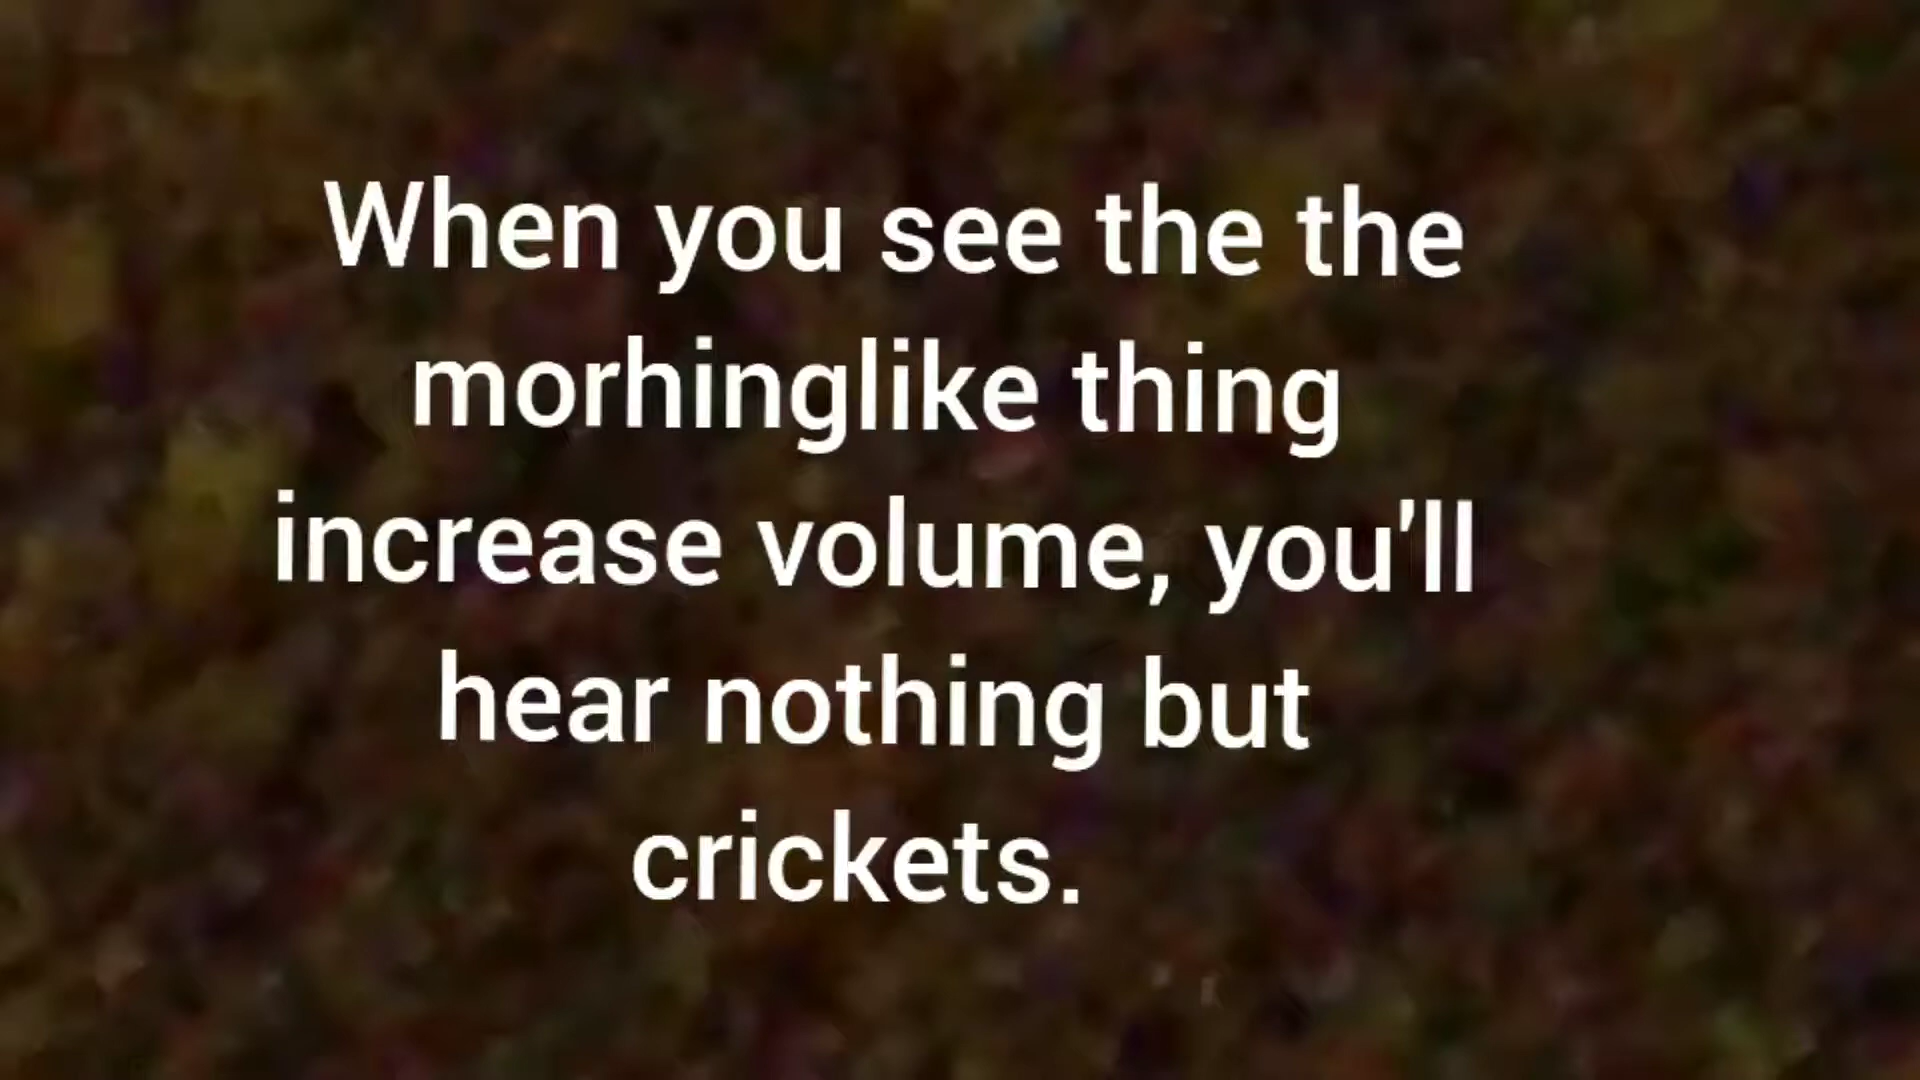 When you see the the
morhinglike thing
increase volume, you'll
hear nothing but
crickets.